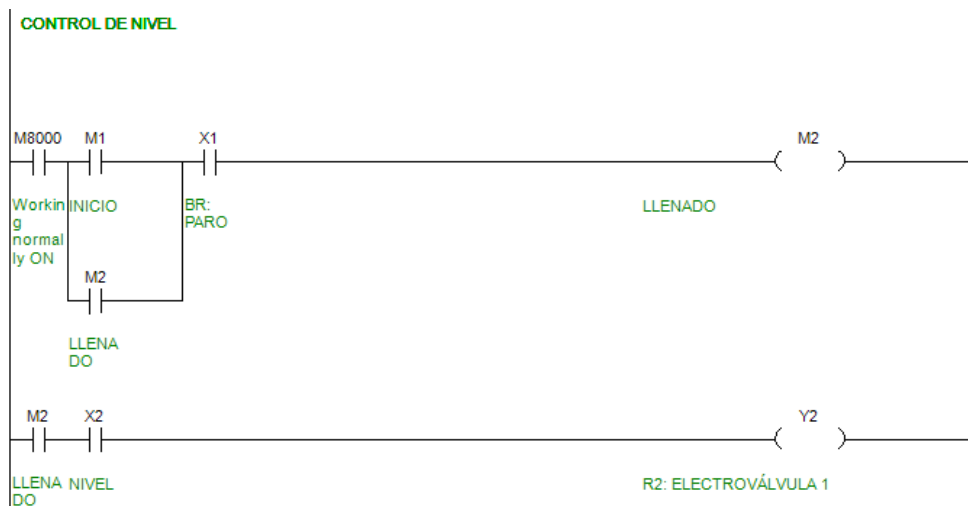 CONTROL DE NIVEL
M8000 M1 X1 M2
Workin
g
normal
ly ON
INICIO
BR:
PARO
LLENADO
M2
LLENA
DO
M2 X2 Y2
LLENA
DO
NIVEL
R2: ELECTROVÁLVULA 1